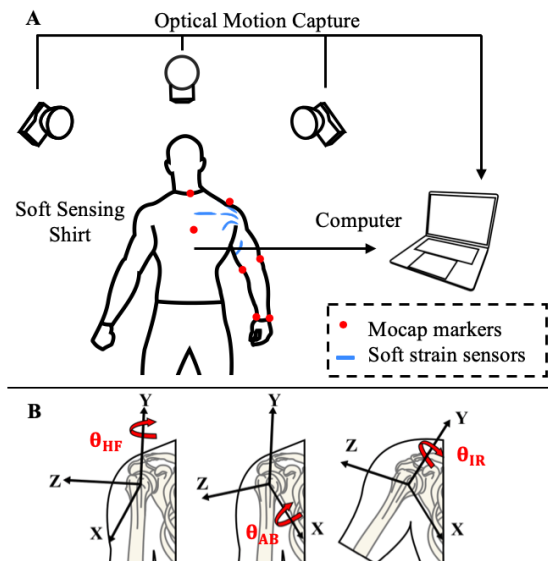 A
Optical Motion Capture
Soft Sensing
Shirt
Computer
Mocap markers
Soft strain sensors
B
Y
θHF
Z
X
Y
Z
θAB
X
Y
Z
θIR
X